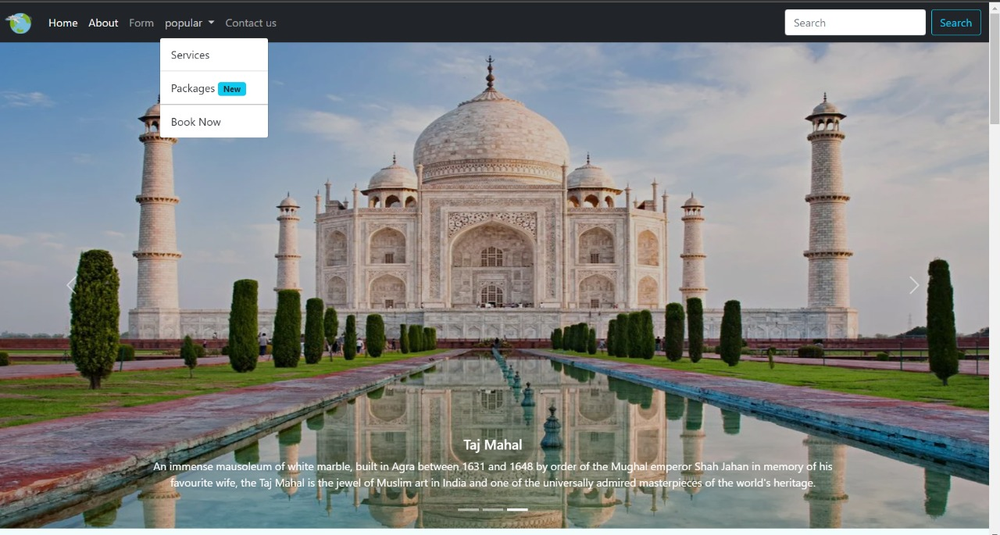 Home About Form popular Contact us Search Search
Services
Packages New
Book Now
Taj Mahal
An immense mausoleum of white marble, built in Agra between 1631 and 1648 by order of the Mughal emperor Shah Jahan in memory of his
favourite wife, the Taj Mahal is the jewel of Muslim art in India and one of the universally admired masterpieces of the world's heritage.